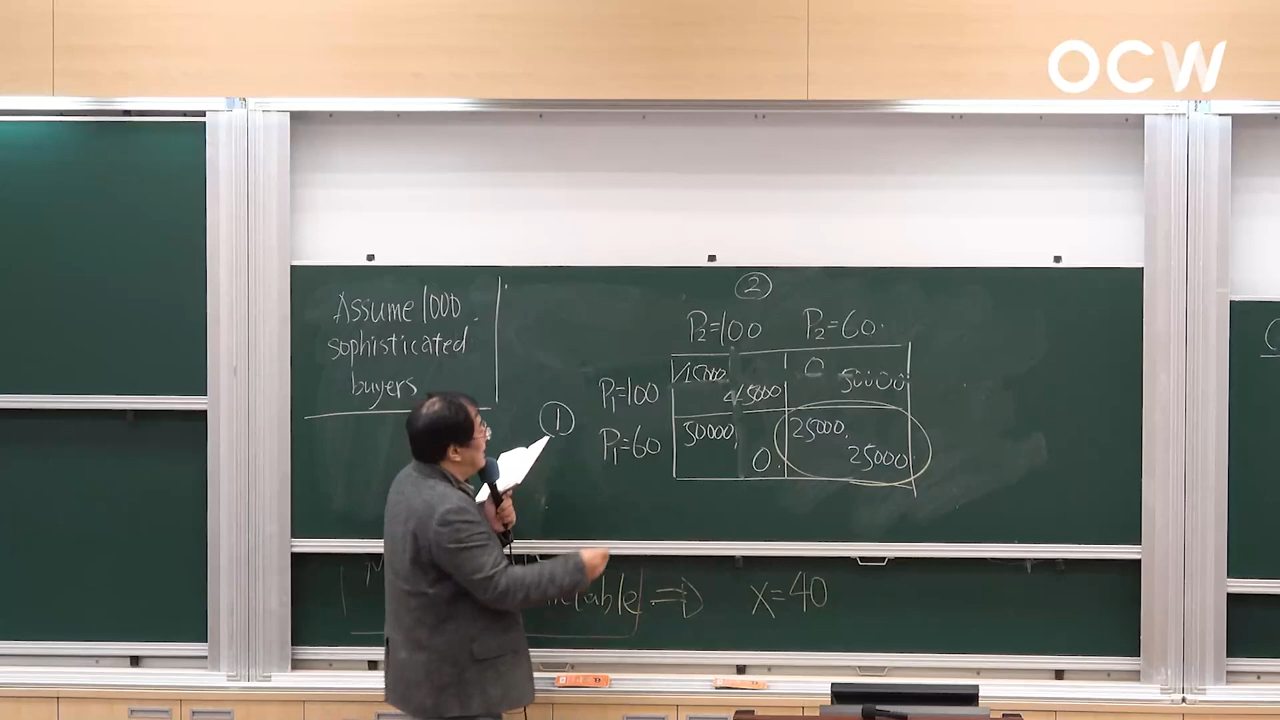 OCW
Assume 1000
sophisticated
buyers
②
P₂=100 P₂=60.
①
P₁=100 45000 0 50000
P₁=60 50000, 0. 25000, 25000
⇒ X=40